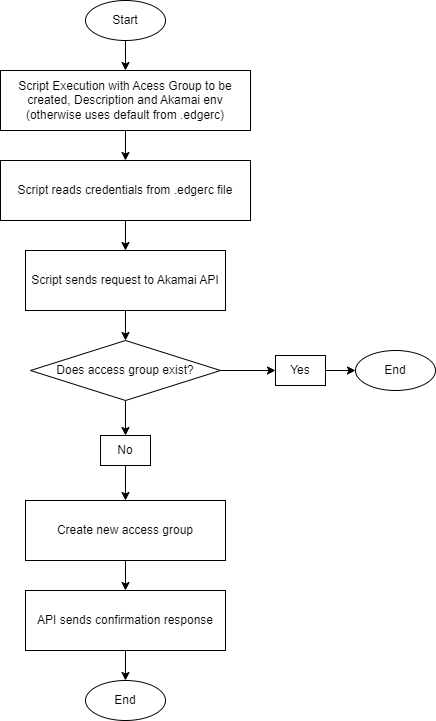 Start
Script Execution with Acess Group to be
created, Description and Akamai env
(otherwise uses default from .edgerc)
Script reads credentials from .edgerc file
Script sends request to Akamai API
Does access group exist?
Yes
End
No
Create new access group
API sends confirmation response
End